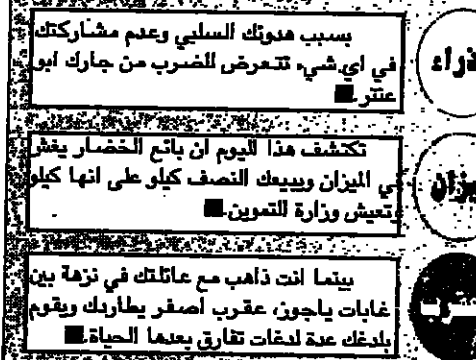 بسبب هدوئك السلبي وعدم مشاركتك
في اي شيء تتعرض للضرب من جارك ابو
عنتر.
تكتشف هذا اليوم ان بائع الخضار يغش
في الميزان ويبيعك النصف كيلو على انها كيلو
وتعيش وزارة التموين.
بينما انت ذاهب مع عائلتك في نزهة بين
غابات ياجوز، عقرب اصفر يطاردك ويقوم
بلدغك عدة لدغات تفارق بعدها الحياة.